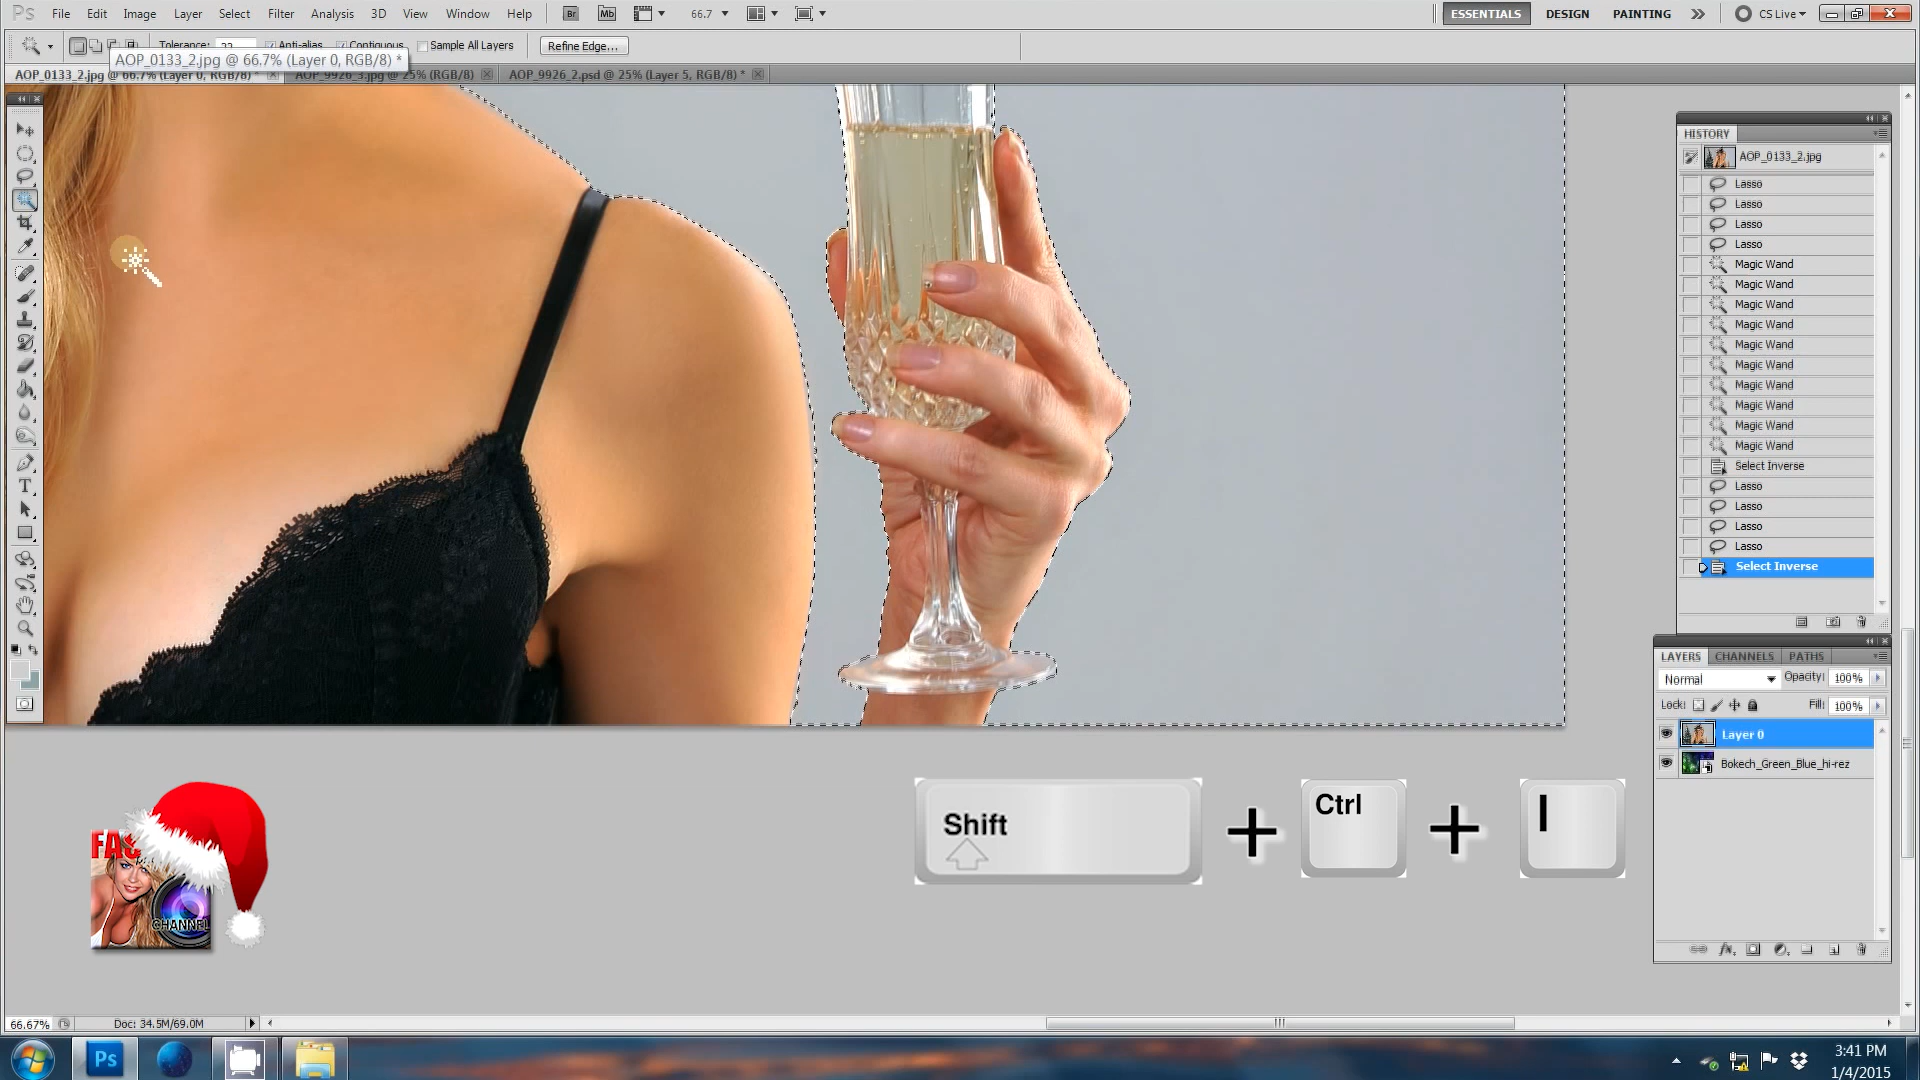 Ps File Edit Image Layer Select Filter Analysis 3D View Window Help Br Mb 66.7 ESSENTIALS DESIGN PAINTING CS Live
Tolerance: Anti-alias Contiguous Sample All Layers Refine Edge...
AOP_0133_2.jpg @ 66.7% (Layer 0, RGB/8) *
AOP_0133_2.jpg @ 66.7% (Layer 0, RGB/8) * AOP_9926_3.jpg @ 25% (RGB/8) AOP_9926_2.psd @ 25% (Layer 5, RGB/8) *
HISTORY
AOP_0133_2.jpg
Lasso
Lasso
Lasso
Lasso
Magic Wand
Magic Wand
Magic Wand
Magic Wand
Magic Wand
Magic Wand
Magic Wand
Magic Wand
Magic Wand
Magic Wand
Select Inverse
Lasso
Lasso
Lasso
Lasso
Select Inverse
LAYERS CHANNELS PATHS
Normal Opacity: 100%
Lock: Fill: 100%
Layer 0
Bokech_Green_Blue_hi-rez
Shift + Ctrl + I
CHANNEL
66.67% Doc: 34.5M/69.0M
Ps
3:41 PM
1/4/2015